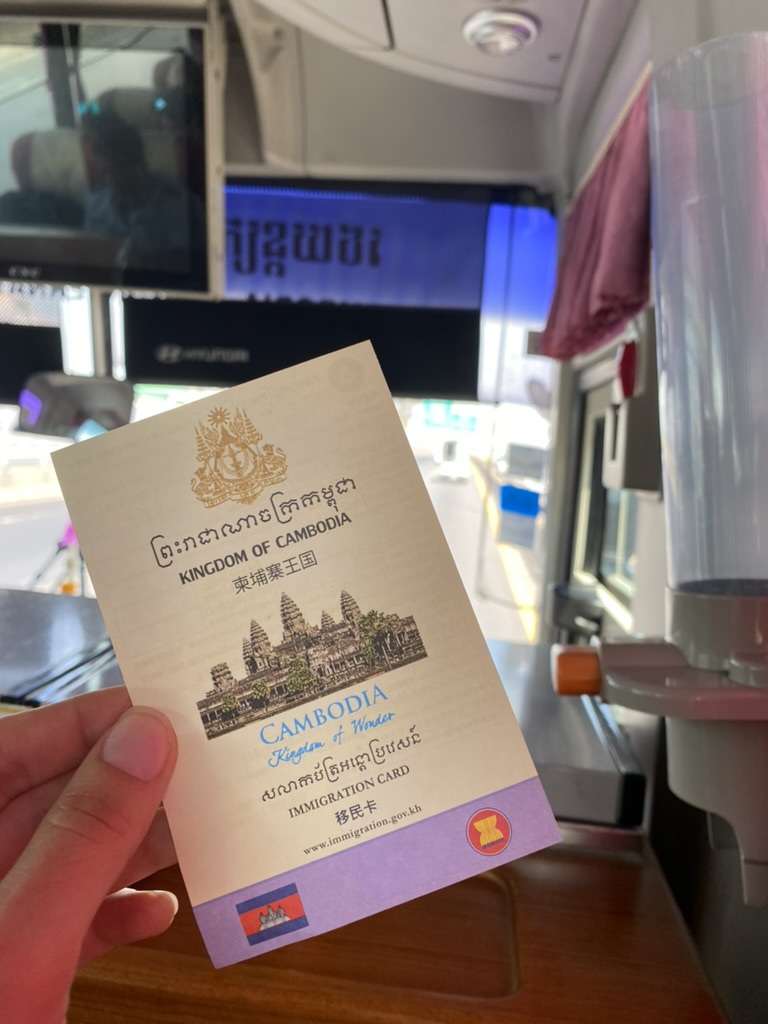 HYUNDAI
ព្រះរាជាណាចក្រកម្ពុជា
KINGDOM OF CAMBODIA
柬埔寨王国
CAMBODIA
Kingdom of Wonder
សលាកប័ត្រអន្តោប្រវេសន៍
IMMIGRATION CARD
移民卡
www.immigration.gov.kh